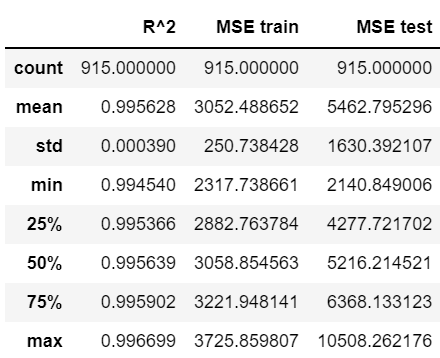 R^2 MSE train MSE test
count 915.000000 915.000000 915.000000
mean 0.995628 3052.488652 5462.795296
std 0.000390 250.738428 1630.392107
min 0.994540 2317.738661 2140.849006
25% 0.995366 2882.763784 4277.721702
50% 0.995639 3058.854563 5216.214521
75% 0.995902 3221.948141 6368.133123
max 0.996699 3725.859807 10508.262176